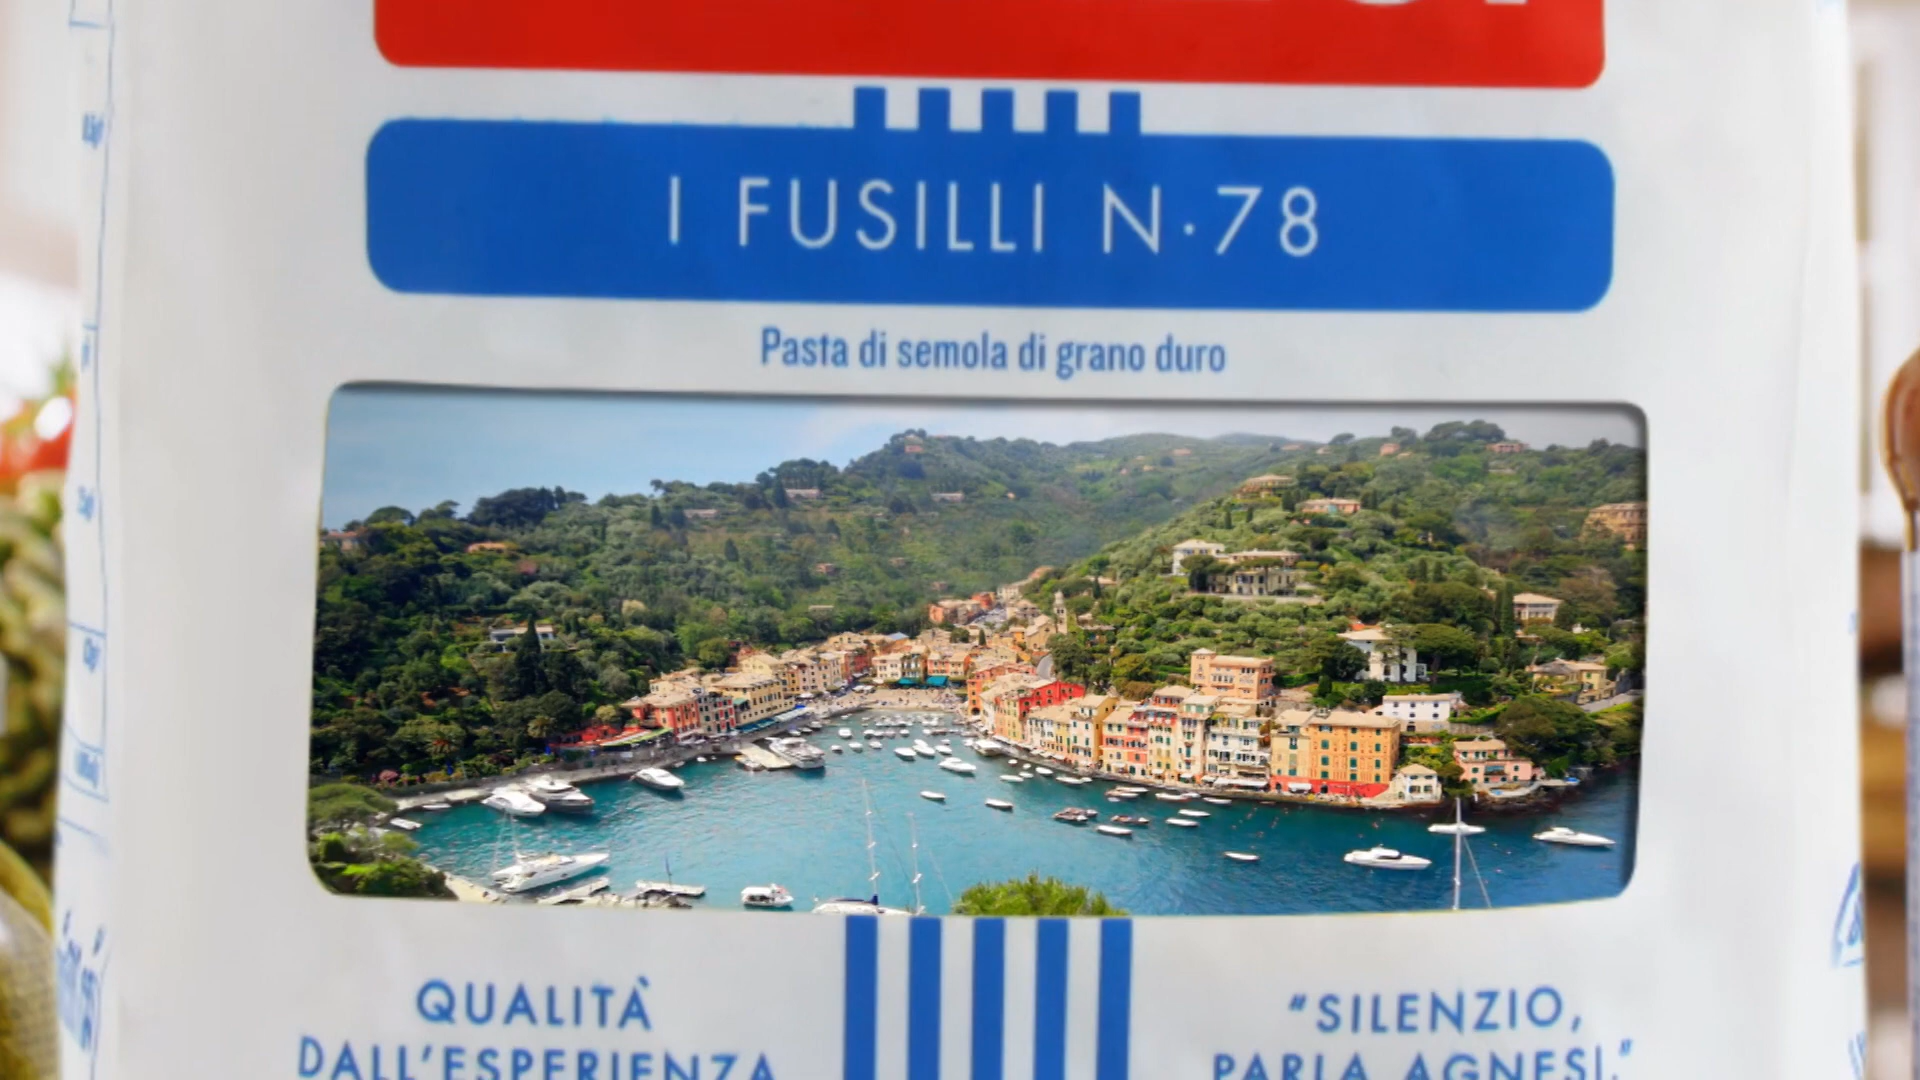 I FUSILLI N·78
Pasta di semola di grano duro
QUALITÀ
DALL'ESPERIENZA
"SILENZIO,
PARLA AGNESI."